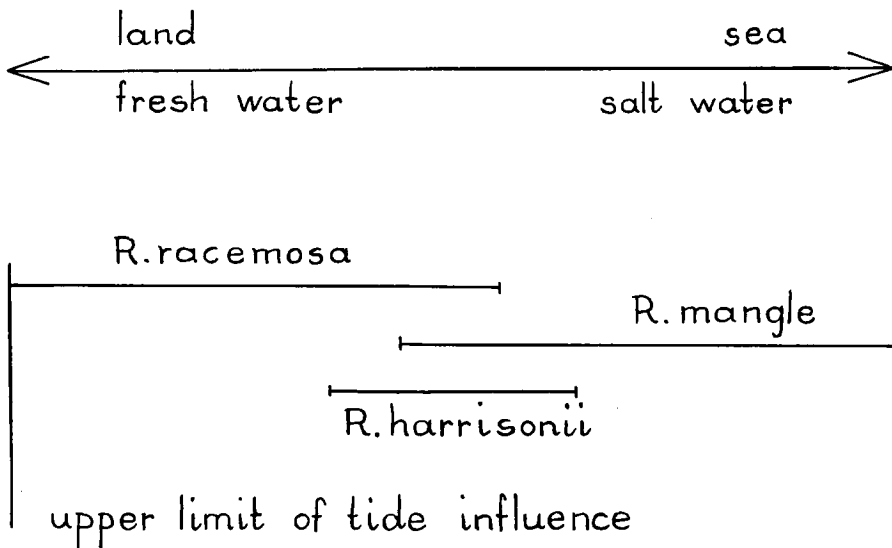 land sea
fresh water salt water
R.racemosa
R.mangle
R.harrisonii
upper limit of tide influence